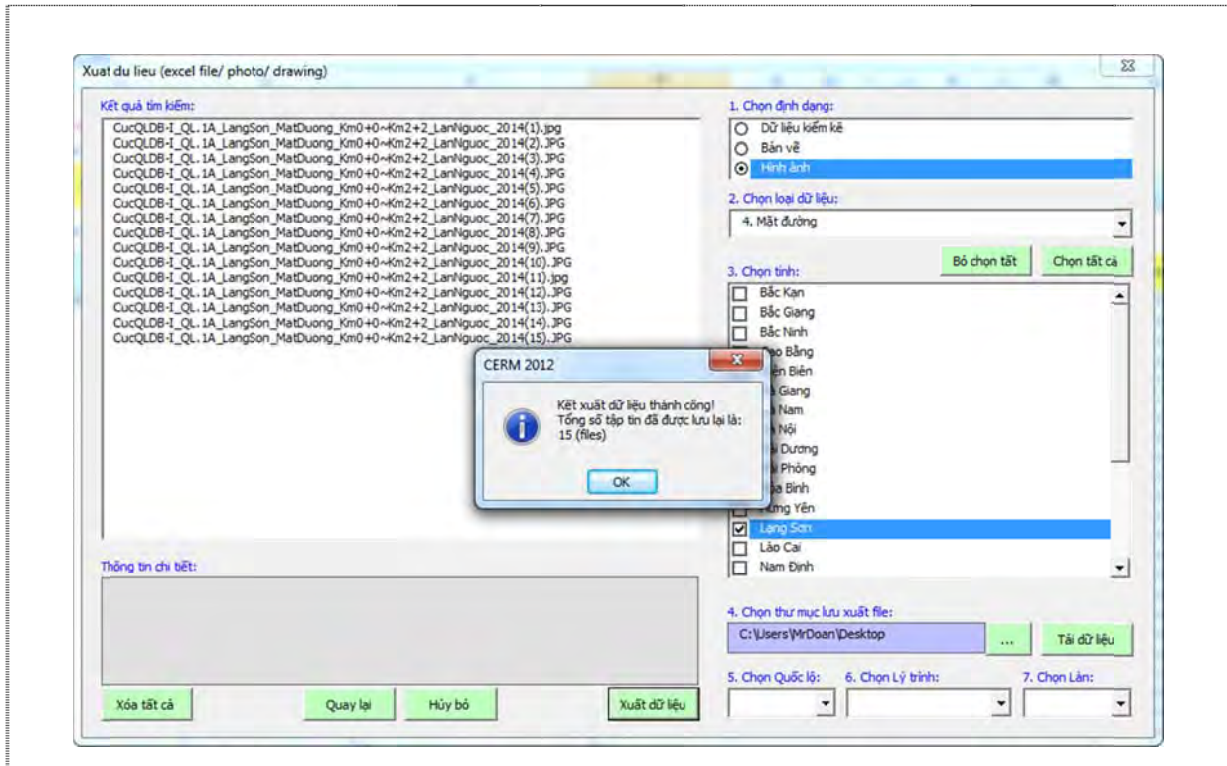 Xuat du lieu (excel file/ photo/ drawing)
Kết quả tìm kiếm:
CucQLDB-I_QL.1A_LangSon_MatDuong_Km0+0~Km2+2_LanNguoc_2014(1).jpg
CucQLDB-I_QL.1A_LangSon_MatDuong_Km0+0~Km2+2_LanNguoc_2014(2).JPG
CucQLDB-I_QL.1A_LangSon_MatDuong_Km0+0~Km2+2_LanNguoc_2014(3).JPG
CucQLDB-I_QL.1A_LangSon_MatDuong_Km0+0~Km2+2_LanNguoc_2014(4).JPG
CucQLDB-I_QL.1A_LangSon_MatDuong_Km0+0~Km2+2_LanNguoc_2014(5).JPG
CucQLDB-I_QL.1A_LangSon_MatDuong_Km0+0~Km2+2_LanNguoc_2014(6).JPG
CucQLDB-I_QL.1A_LangSon_MatDuong_Km0+0~Km2+2_LanNguoc_2014(7).JPG
CucQLDB-I_QL.1A_LangSon_MatDuong_Km0+0~Km2+2_LanNguoc_2014(8).JPG
CucQLDB-I_QL.1A_LangSon_MatDuong_Km0+0~Km2+2_LanNguoc_2014(9).JPG
CucQLDB-I_QL.1A_LangSon_MatDuong_Km0+0~Km2+2_LanNguoc_2014(10).JPG
CucQLDB-I_QL.1A_LangSon_MatDuong_Km0+0~Km2+2_LanNguoc_2014(11).jpg
CucQLDB-I_QL.1A_LangSon_MatDuong_Km0+0~Km2+2_LanNguoc_2014(12).JPG
CucQLDB-I_QL.1A_LangSon_MatDuong_Km0+0~Km2+2_LanNguoc_2014(13).JPG
CucQLDB-I_QL.1A_LangSon_MatDuong_Km0+0~Km2+2_LanNguoc_2014(14).JPG
CucQLDB-I_QL.1A_LangSon_MatDuong_Km0+0~Km2+2_LanNguoc_2014(15).JPG
CERM 2012
Kết xuất dữ liệu thành công!
Tổng số tập tin đã được lưu lại là:
15 (files)
OK
Thông tin chi tiết:
Xóa tất cả
Quay lại
Hủy bỏ
Xuất dữ liệu
1. Chọn định dạng:
Dữ liệu kiểm kê
Bản vẽ
Hình ảnh
2. Chọn loại dữ liệu:
4. Mặt đường
Bỏ chọn tất
Chọn tất cả
3. Chọn tỉnh:
Bắc Kạn
Bắc Giang
Bắc Ninh
Bằng
Biên
Giang
Nam
Nội
Dương
Phòng
Bình
Yên
Lạng Sơn
Lào Cai
Nam Định
4. Chọn thư mục lưu xuất file:
C:\Users\MrDoan\Desktop
...
Tải dữ liệu
5. Chọn Quốc lộ:
6. Chọn Lý trình:
7. Chọn Làn: